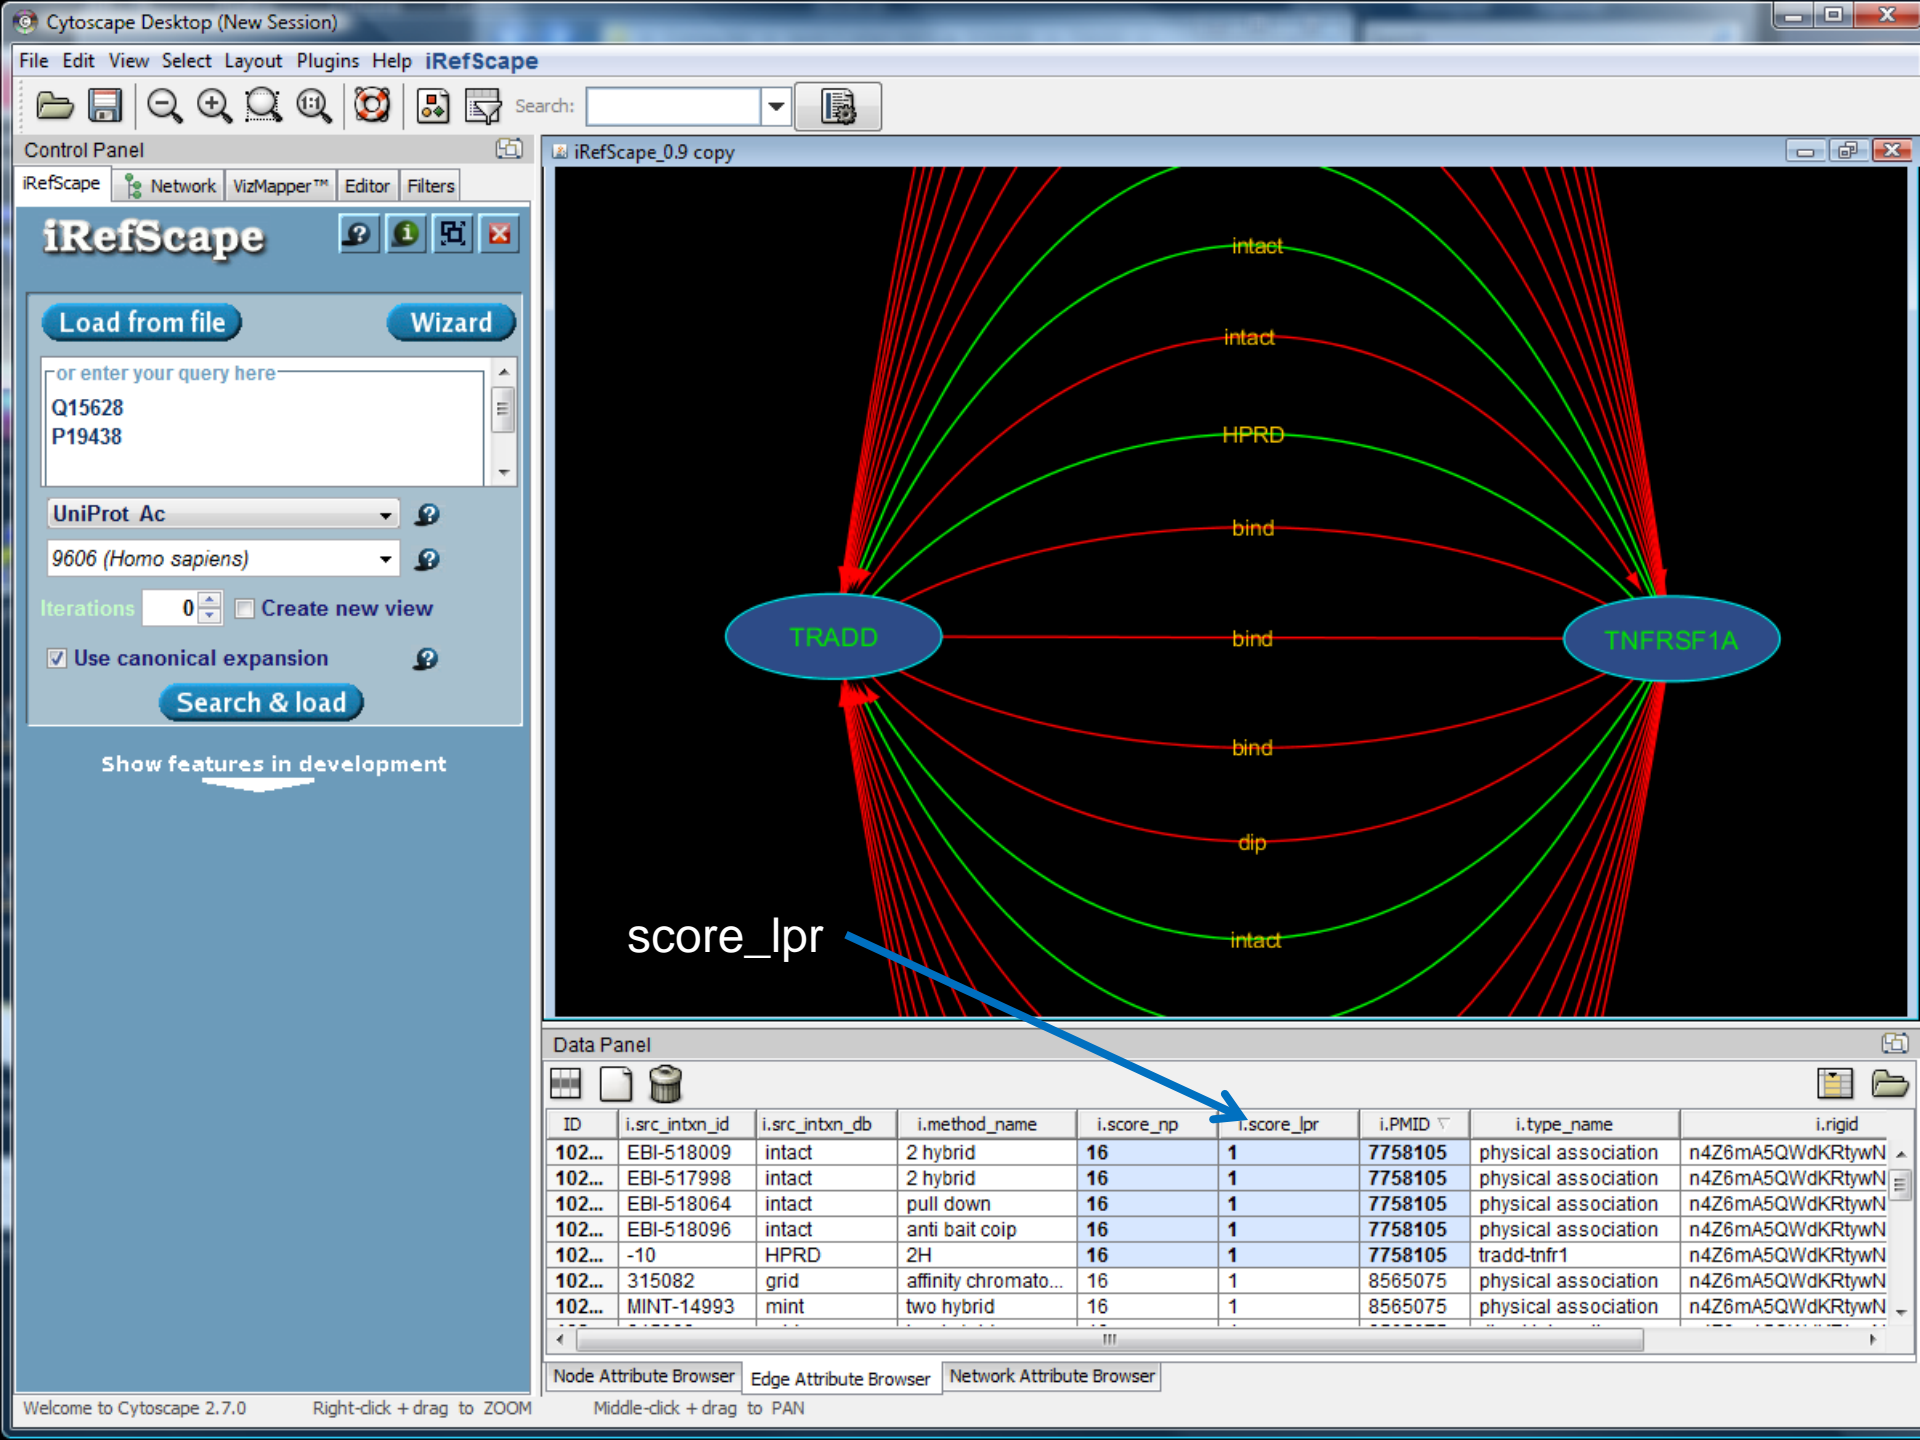 Cytoscape Desktop (New Session)
File Edit View Select Layout Plugins Help iRefScape
Search:
Control Panel
iRefScape Network VizMapper™ Editor Filters
iRefScape
Load from file Wizard
or enter your query here
Q15628
P19438
UniProt_Ac
9606 (Homo sapiens)
Iterations 0 Create new view
Use canonical expansion
Search & load
Show features in development
iRefScape_0.9 copy
intact
intact
HPRD
bind
TRADD bind TNFRSF1A
bind
dip
intact
score_lpr
Data Panel
ID i.src_intxn_id i.src_intxn_db i.method_name i.score_np i.score_lpr i.PMID i.type_name i.rigid
102... EBI-518009 intact 2 hybrid 16 1 7758105 physical association n4Z6mA5QWdKRtywN
102... EBI-517998 intact 2 hybrid 16 1 7758105 physical association n4Z6mA5QWdKRtywN
102... EBI-518064 intact pull down 16 1 7758105 physical association n4Z6mA5QWdKRtywN
102... EBI-518096 intact anti bait coip 16 1 7758105 physical association n4Z6mA5QWdKRtywN
102... -10 HPRD 2H 16 1 7758105 tradd-tnfr1 n4Z6mA5QWdKRtywN
102... 315082 grid affinity chromato... 16 1 8565075 physical association n4Z6mA5QWdKRtywN
102... MINT-14993 mint two hybrid 16 1 8565075 physical association n4Z6mA5QWdKRtywN
Node Attribute Browser Edge Attribute Browser Network Attribute Browser
Welcome to Cytoscape 2.7.0 Right-click + drag to ZOOM Middle-click + drag to PAN